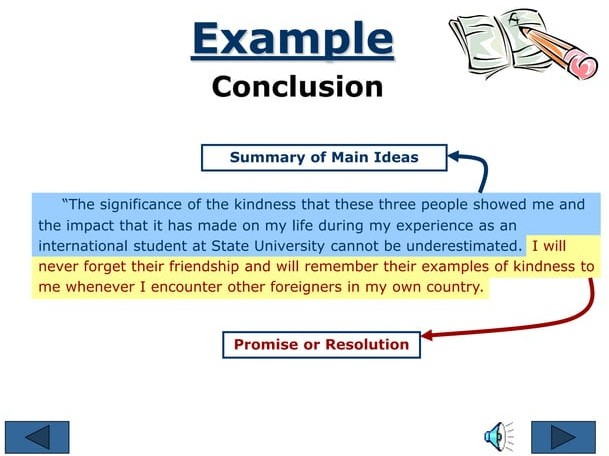 Example
Conclusion
Summary of Main Ideas
“The significance of the kindness that these three people showed me and
the impact that it has made on my life during my experience as an
international student at State University cannot be underestimated. I will
never forget their friendship and will remember their examples of kindness to
me whenever I encounter other foreigners in my own country.
Promise or Resolution